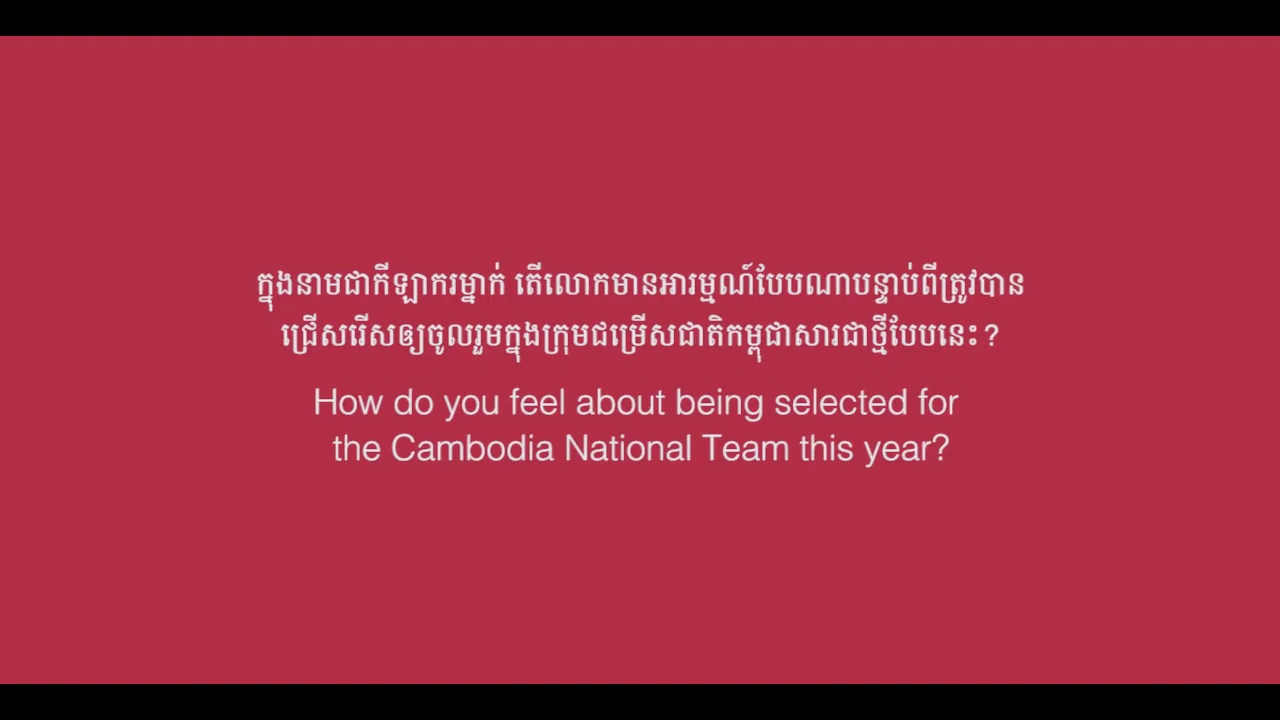 ក្នុងនាមជាកីឡាករម្នាក់ តើលោកមានអារម្មណ៍បែបណាបន្ទាប់ពីត្រូវបាន
ជ្រើសរើសឲ្យចូលរួមក្នុងក្រុមជម្រើសជាតិកម្ពុជាសារជាថ្មីបែបនេះ?
How do you feel about being selected for
the Cambodia National Team this year?